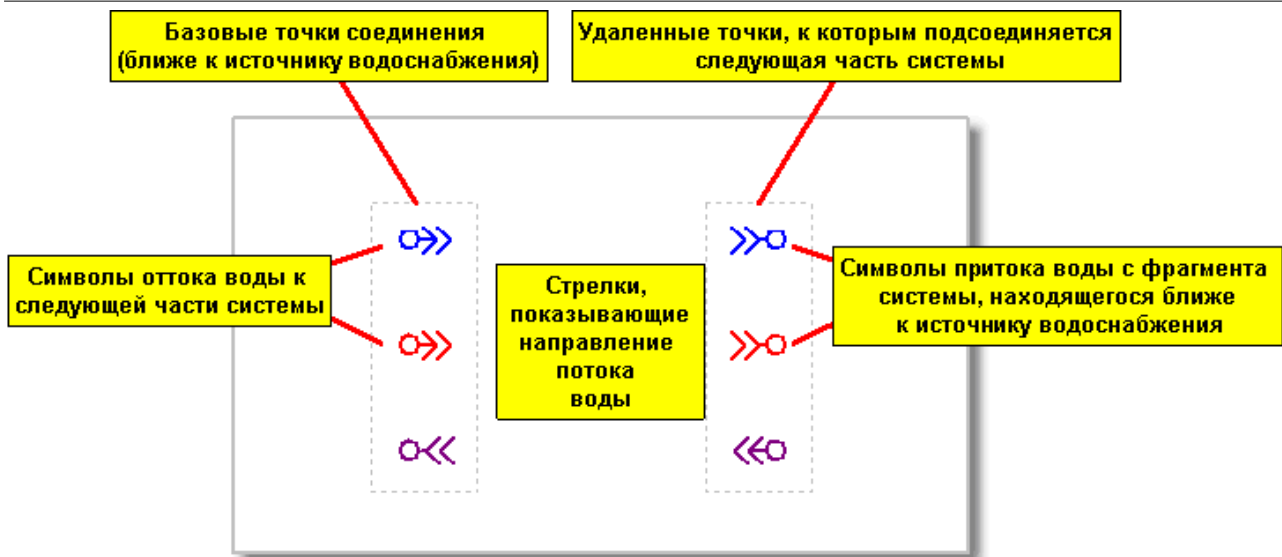 Базовые точки соединения
(ближе к источнику водоснабжения)
Удаленные точки, к которым подсоединяется
следующая часть системы
Символы оттока воды к
следующей части системы
Стрелки,
показывающие
направление
потока
воды
Символы притока воды с фрагмента
системы, находящегося ближе
к источнику водоснабжения